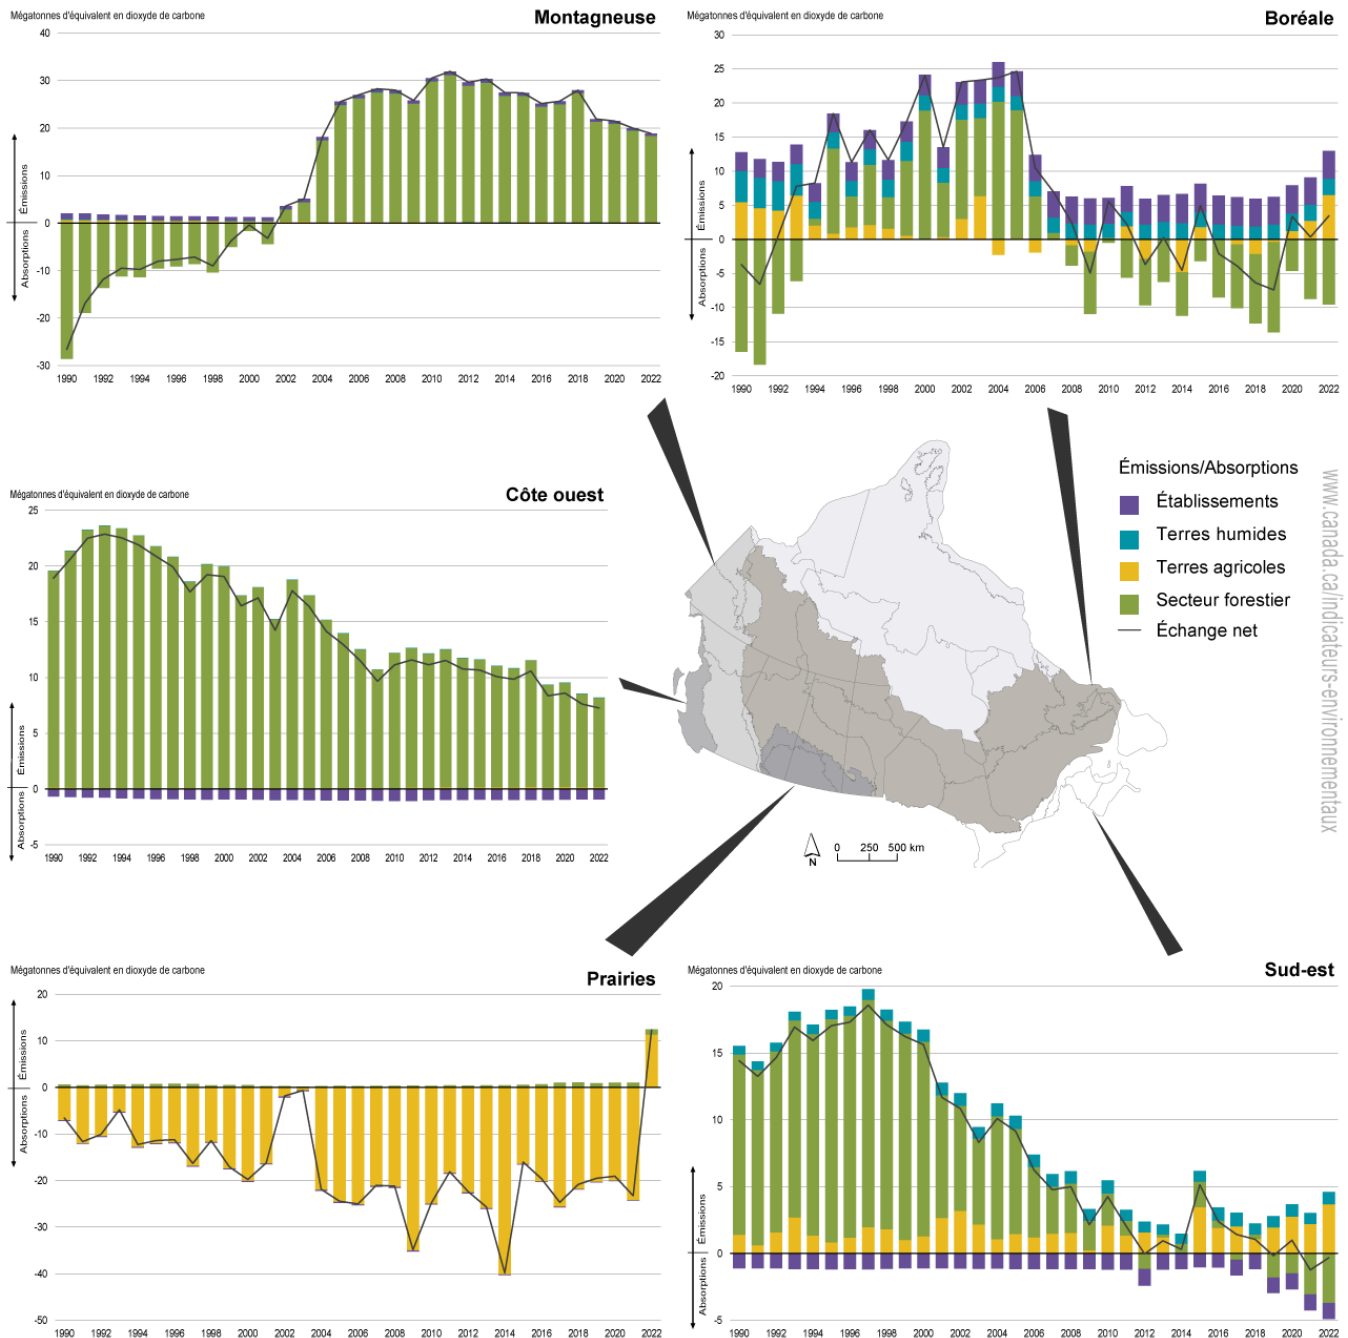 Mégatonnes d'équivalent en dioxyde de carbone
Montagneuse
40
30
20
10
0
-10
-20
-30
Émissions
Absorptions
1990 1992 1994 1996 1998 2000 2002 2004 2006 2008 2010 2012 2014 2016 2018 2020 2022
Mégatonnes d'équivalent en dioxyde de carbone
Boréale
30
25
20
15
10
5
0
-5
-10
-15
-20
Émissions
Absorptions
1990 1992 1994 1996 1998 2000 2002 2004 2006 2008 2010 2012 2014 2016 2018 2020 2022
Mégatonnes d'équivalent en dioxyde de carbone
Côte ouest
25
20
15
10
5
0
-5
Émissions
Absorptions
1990 1992 1994 1996 1998 2000 2002 2004 2006 2008 2010 2012 2014 2016 2018 2020 2022
Émissions/Absorptions
Établissements
Terres humides
Terres agricoles
Secteur forestier
Échange net
www.canada.ca/indicateurs-environnementaux
N
0 250 500 km
Mégatonnes d'équivalent en dioxyde de carbone
Prairies
20
10
0
-10
-20
-30
-40
-50
Émissions
Absorptions
1990 1992 1994 1996 1998 2000 2002 2004 2006 2008 2010 2012 2014 2016 2018 2020 2022
Mégatonnes d'équivalent en dioxyde de carbone
Sud-est
20
15
10
5
0
-5
Émissions
Absorptions
1990 1992 1994 1996 1998 2000 2002 2004 2006 2008 2010 2012 2014 2016 2018 2020 2022